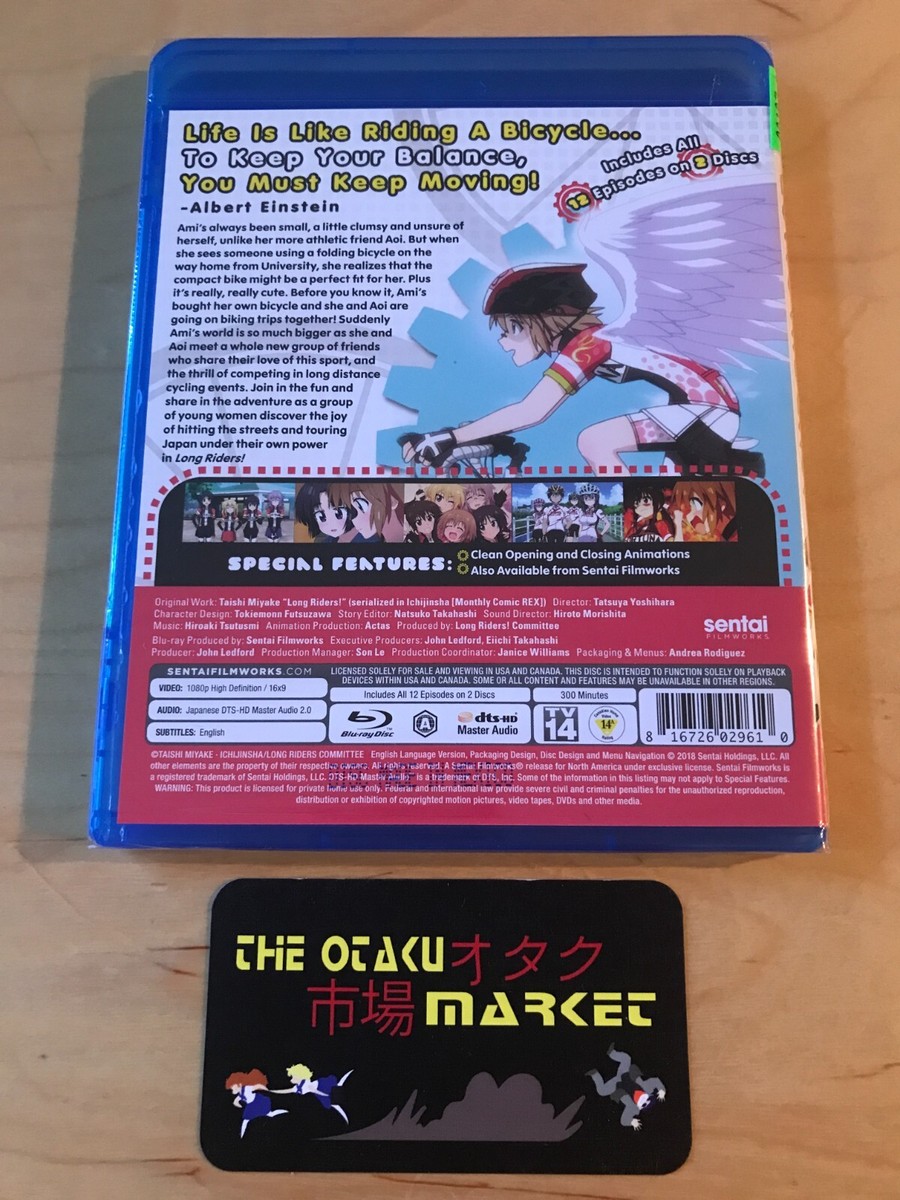 Life Is Like Riding A Bicycle...
To Keep Your Balance,
You Must Keep Moving!
-Albert Einstein
Includes All
12 Episodes on 2 Discs
Ami's always been small, a little clumsy and unsure of
herself, unlike her more athletic friend Aoi. But when
she sees someone using a folding bicycle on the
way home from University, she realizes that the
compact bike might be a perfect fit for her. Plus
it's really, really cute. Before you know it, Ami's
bought her own bicycle and she and Aoi are
going on biking trips together! Suddenly
Ami's world is so much bigger as she and
Aoi meet a whole new group of friends
who share their love of this sport, and
the thrill of competing in long distance
cycling events. Join in the fun and
share in the adventure as a group
of young women discover the joy
of hitting the streets and touring
Japan under their own power
in Long Riders!
SPECIAL FEATURES:
Clean Opening and Closing Animations
Also Available from Sentai Filmworks
Original Work: Taishi Miyake "Long Riders!" (serialized in Ichijinsha [Monthly Comic REX]) Director: Tatsuya Yoshihara
Character Design: Tokiemonn Futsuzawa Story Editor: Natsuko Takahashi Sound Director: Hiroto Morishita
Music: Hiroaki Tsutusmi Animation Production: Actas Produced by: Long Riders! Committee
Blu-ray Produced by: Sentai Filmworks Executive Producers: John Ledford, Eiichi Takahashi
Producer: John Ledford Production Manager: Son Le Production Coordinator: Janice Williams Packaging & Menus: Andrea Rodiguez
sentai
FILMWORKS
SENTAIFILMWORKS.COM
VIDEO: 1080p High Definition / 16x9
AUDIO: Japanese DTS-HD Master Audio 2.0
SUBTITLES: English
LICENSED SOLELY FOR SALE AND VIEWING IN USA AND CANADA. THIS DISC IS INTENDED TO FUNCTION SOLELY ON PLAYBACK
DEVICES WITHIN USA AND CANADA. SOME OR ALL CONTENT AND FEATURES MAY BE UNAVAILABLE IN OTHER REGIONS.
Includes All 12 Episodes on 2 Discs
300 Minutes
Blu-ray Disc
A
dts-HD
Master Audio
TV
14
14
8 16726 02961 0
©TAISHI MIYAKE · ICHIJINSHA/LONG RIDERS COMMITTEE English Language Version, Packaging Design, Disc Design and Menu Navigation © 2018 Sentai Holdings, LLC. All
other elements are the property of their respective owners. All rights reserved. Sentai Filmworks® release for North America under exclusive license. Sentai Filmworks is
a registered trademark of Sentai Holdings, LLC. DTS-HD Master Audio is a trademark of DTS, Inc. Some of the information in this listing may not apply to Special Features.
WARNING: This product is licensed for private home use only. Federal and international law provide severe civil and criminal penalties for the unauthorized reproduction,
distribution or exhibition of copyrighted motion pictures, video tapes, DVDs and other media.
THE OTAKU オタク
市場 MARKET